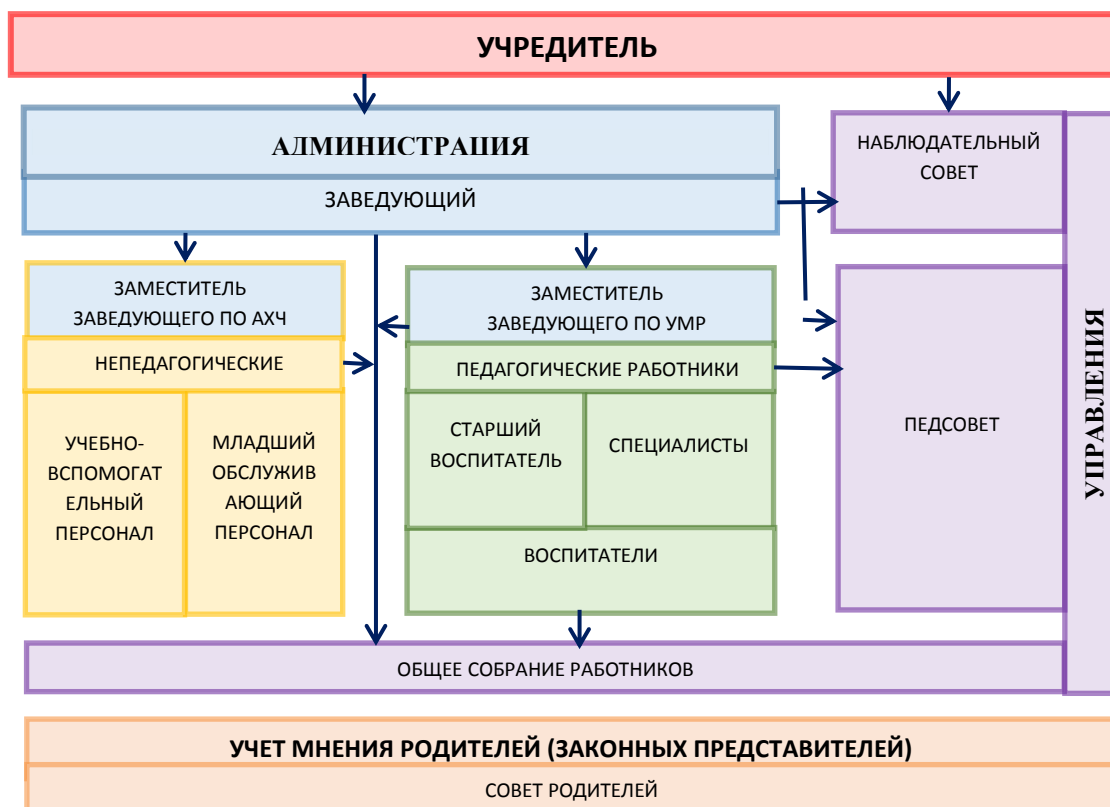 УЧРЕДИТЕЛЬ
АДМИНИСТРАЦИЯ
ЗАВЕДУЮЩИЙ
НАБЛЮДАТЕЛЬНЫЙ
СОВЕТ
ЗАМЕСТИТЕЛЬ
ЗАВЕДУЮЩЕГО ПО АХЧ
НЕПЕДАГОГИЧЕСКИЕ
УЧЕБНО-
ВСПОМОГАТ
ЕЛЬНЫЙ
ПЕРСОНАЛ
МЛАДШИЙ
ОБСЛУЖИВ
АЮЩИЙ
ПЕРСОНАЛ
ЗАМЕСТИТЕЛЬ
ЗАВЕДУЮЩЕГО ПО УМР
ПЕДАГОГИЧЕСКИЕ РАБОТНИКИ
СТАРШИЙ
ВОСПИТАТЕЛЬ
СПЕЦИАЛИСТЫ
ВОСПИТАТЕЛИ
ПЕДСОВЕТ
УПРАВЛЕНИЯ
ОБЩЕЕ СОБРАНИЕ РАБОТНИКОВ
УЧЕТ МНЕНИЯ РОДИТЕЛЕЙ (ЗАКОННЫХ ПРЕДСТАВИТЕЛЕЙ)
СОВЕТ РОДИТЕЛЕЙ